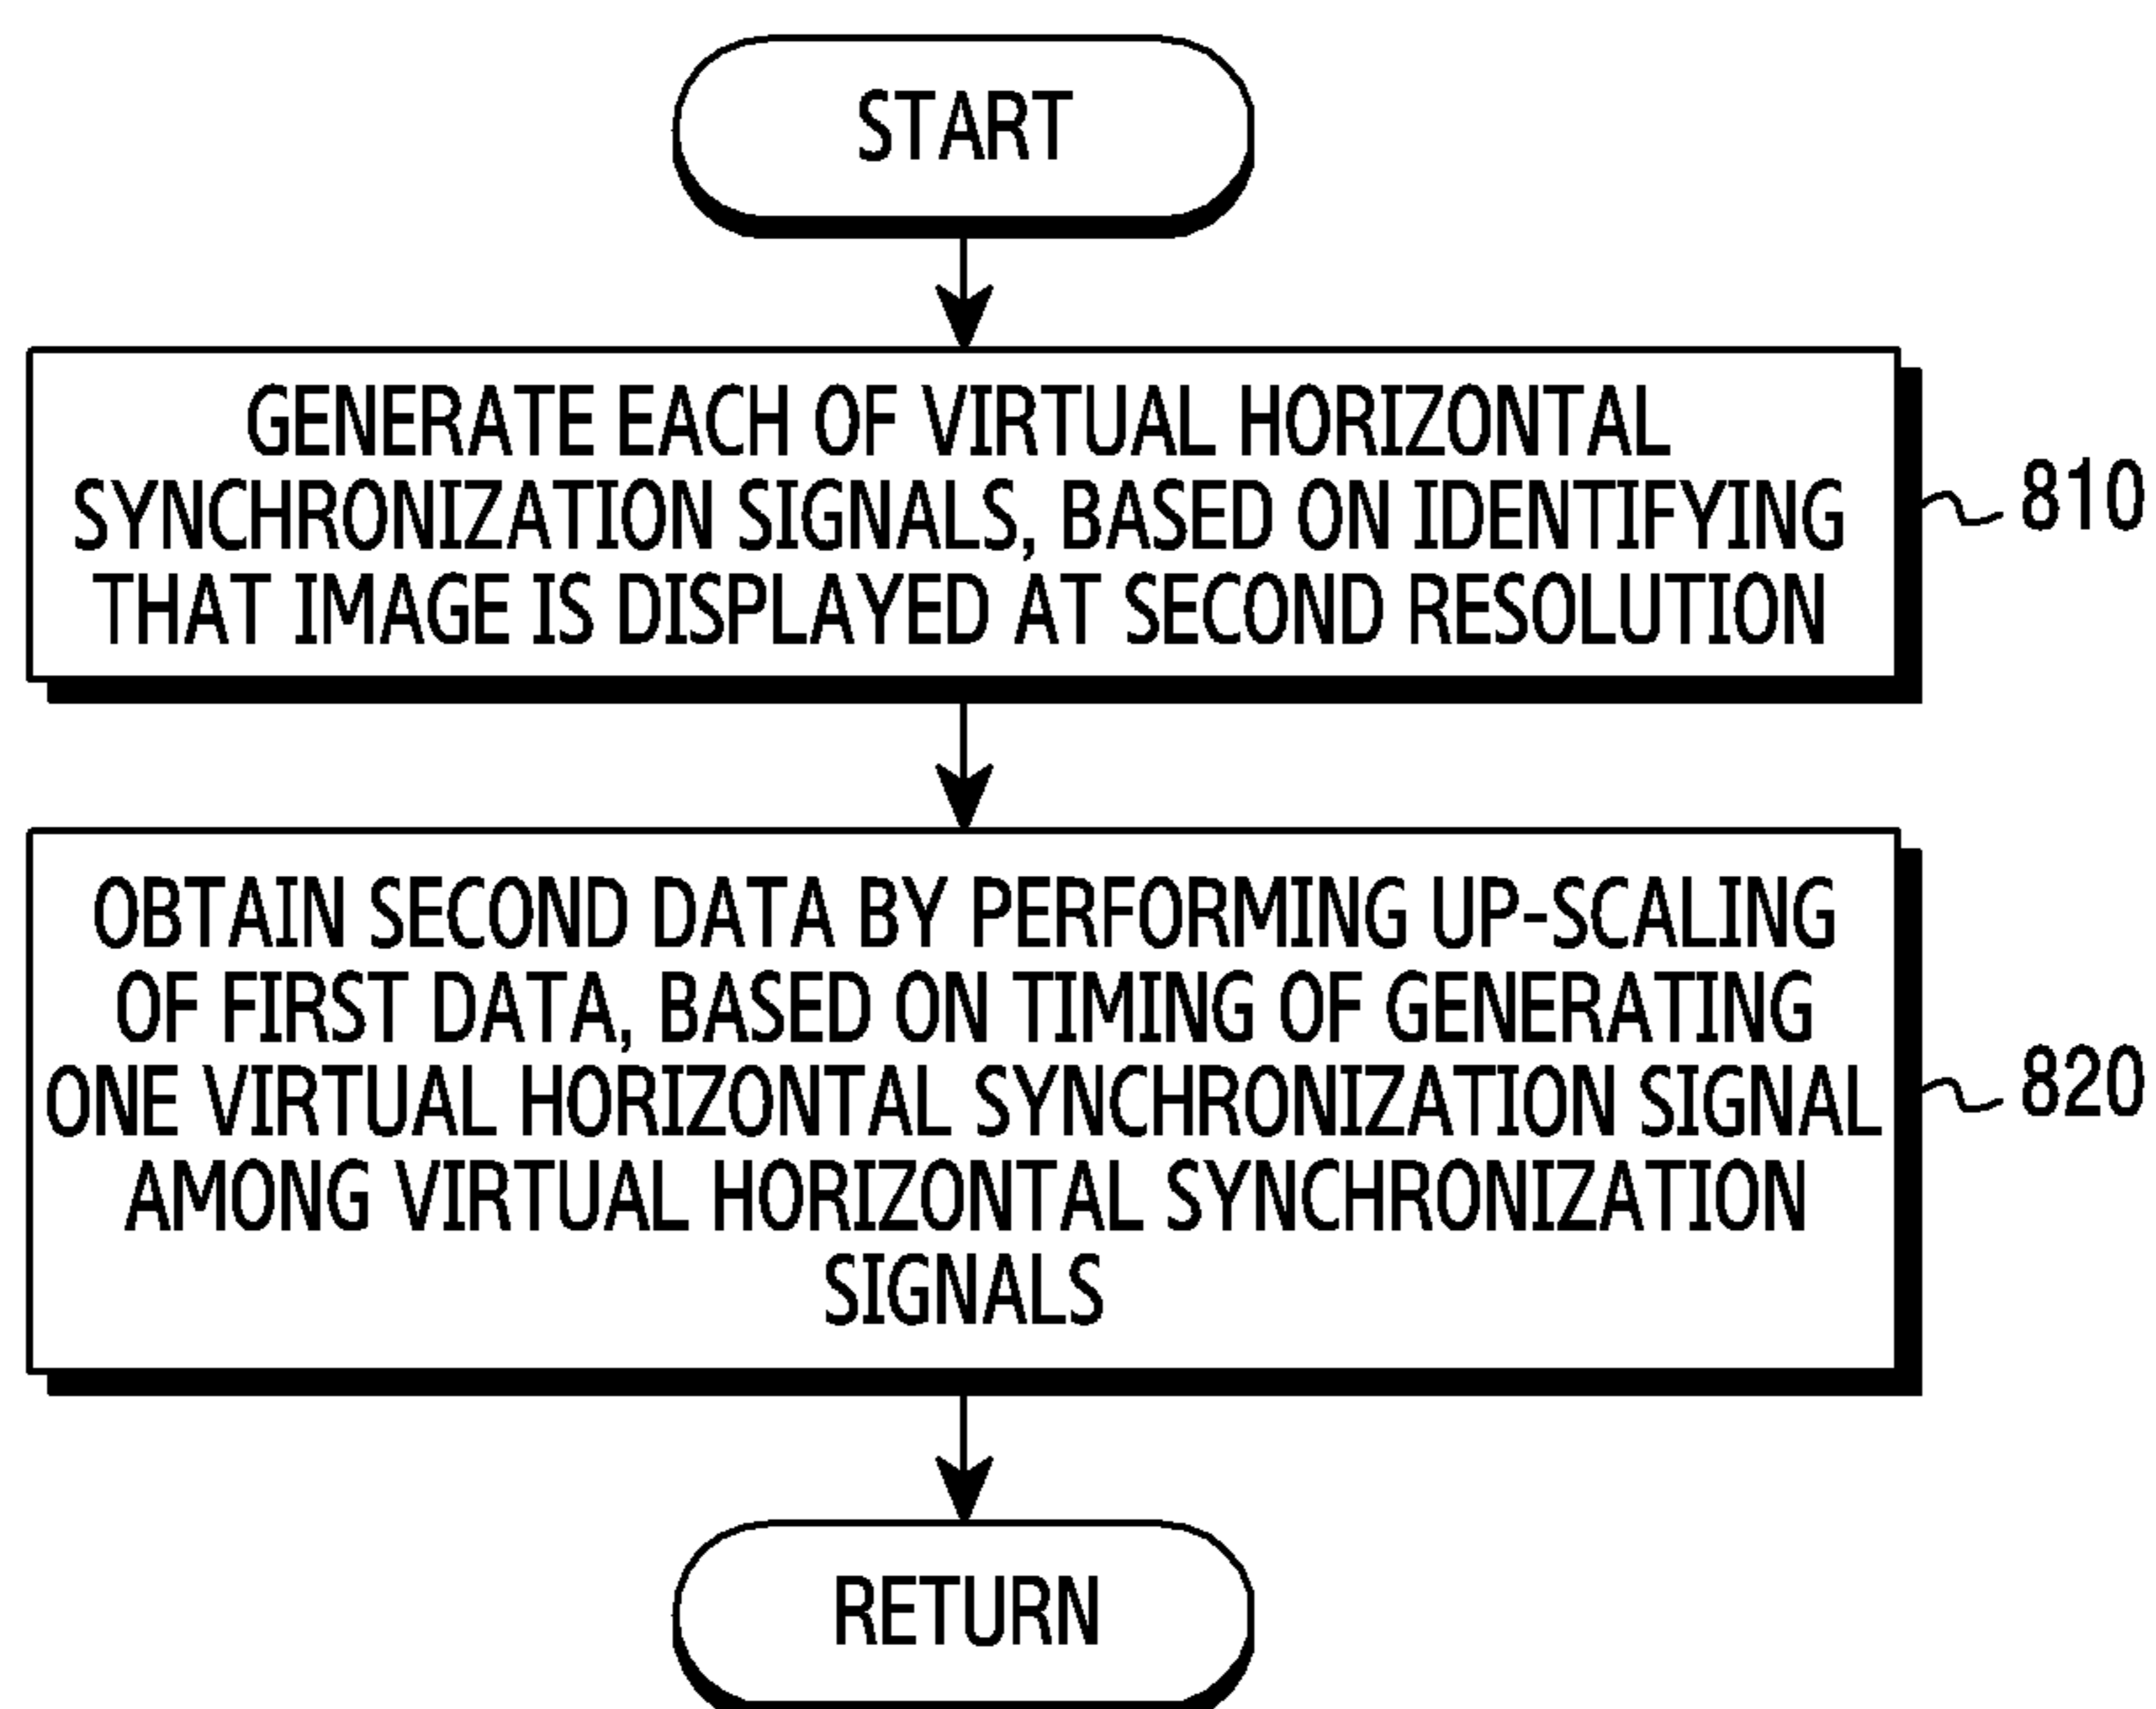 START
GENERATE EACH OF VIRTUAL HORIZONTAL
SYNCHRONIZATION SIGNALS, BASED ON IDENTIFYING
THAT IMAGE IS DISPLAYED AT SECOND RESOLUTION
810
OBTAIN SECOND DATA BY PERFORMING UP-SCALING
OF FIRST DATA, BASED ON TIMING OF GENERATING
ONE VIRTUAL HORIZONTAL SYNCHRONIZATION SIGNAL
AMONG VIRTUAL HORIZONTAL SYNCHRONIZATION
SIGNALS
820
RETURN